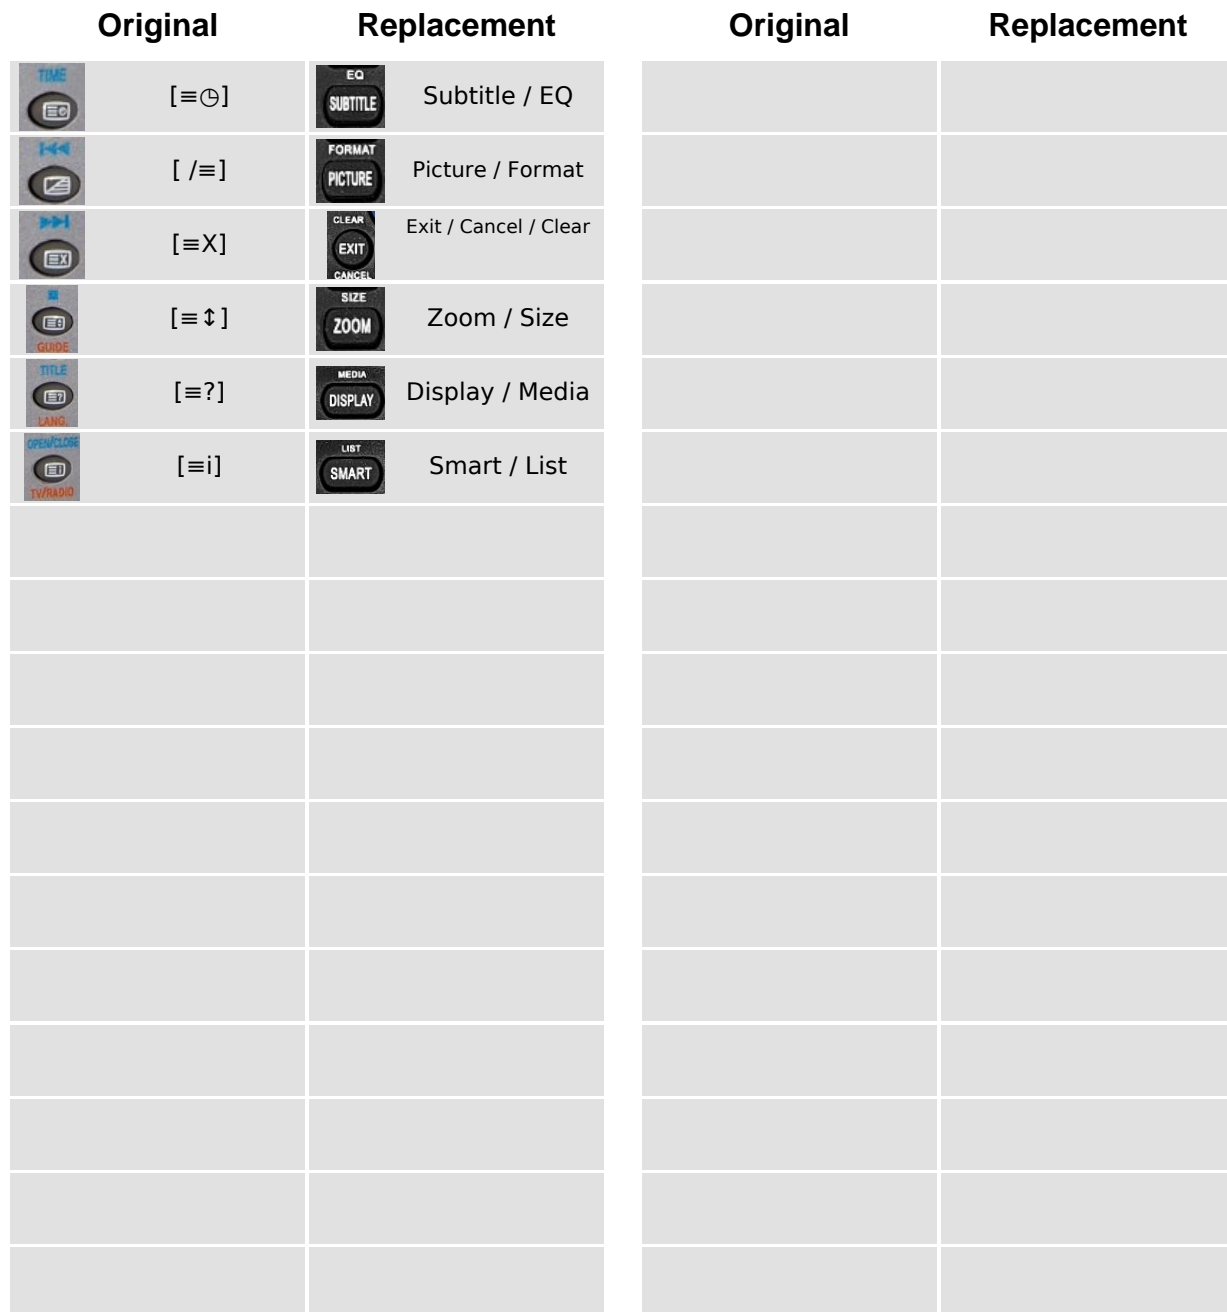 Original Replacement Original Replacement
TIME
[≡◷]
EQ
SUBTITLE
Subtitle / EQ
[ /≡]
FORMAT
PICTURE
Picture / Format
[≡X]
CLEAR
EXIT
CANCEL
Exit / Cancel / Clear
GUIDE
[≡↕]
SIZE
ZOOM
Zoom / Size
TITLE
LANG.
[≡?]
MEDIA
DISPLAY
Display / Media
OPEN/CLOSE
TV/RADIO
[≡i]
LIST
SMART
Smart / List